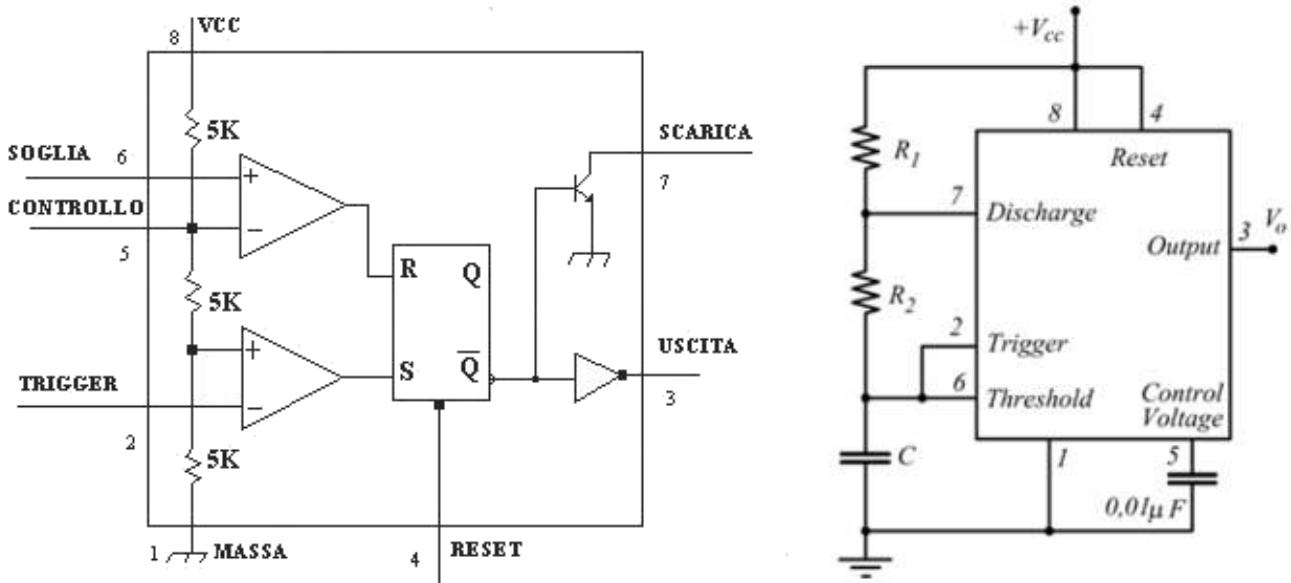 VCC
8
5K
SOGLIA 6
SCARICA
7
CONTROLLO
5
+
−
R Q
5K
+
S Q̅
USCITA
3
TRIGGER
−
2
5K
1 MASSA
4 RESET
+Vcc
8 4
R1
Reset
7 Discharge
Output 3 Vo
R2
2 Trigger
6 Threshold
Control
Voltage
C 1 5
0,01μF